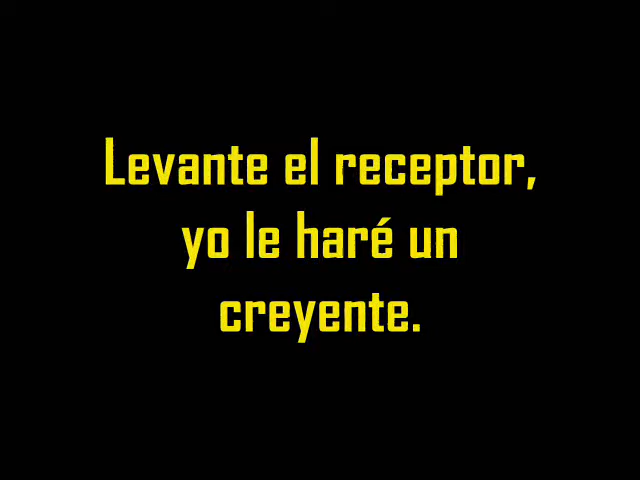 Levante el receptor,
yo le haré un
creyente.